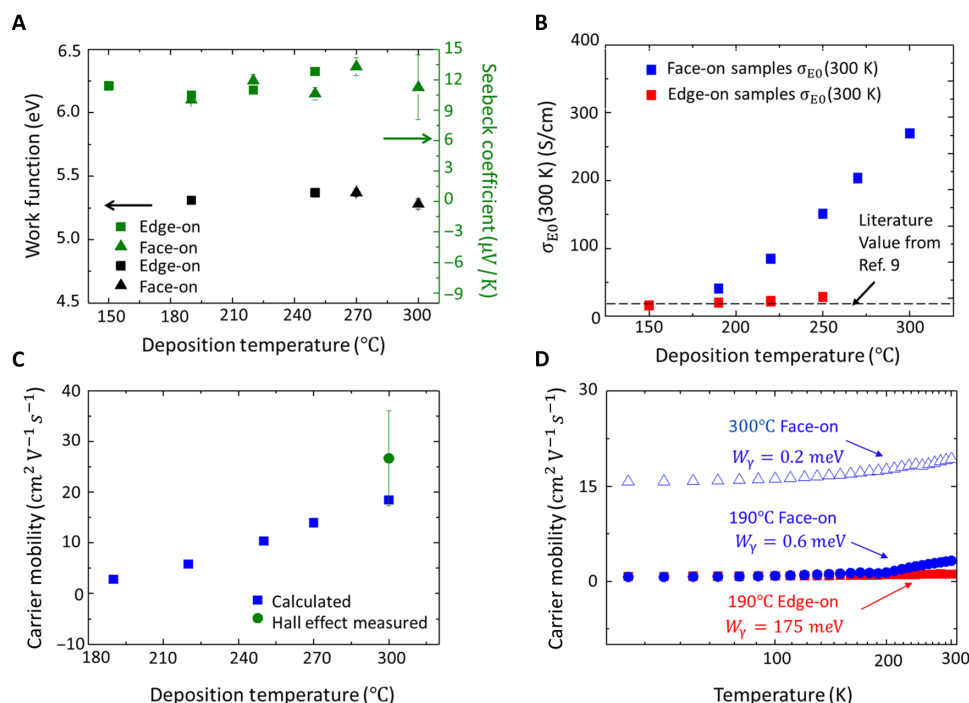 A
6.5
6.0
5.5
5.0
4.5
Work function (eV)
15
12
9
6
3
0
−3
−6
−9
Seebeck coefficient (μV/K)
Edge-on
Face-on
Edge-on
Face-on
150 180 210 240 270 300
Deposition temperature (°C)
B
400
300
200
100
0
σE0(300 K) (S/cm)
Face-on samples σE0(300 K)
Edge-on samples σE0(300 K)
Literature
Value from
Ref. 9
150 200 250 300
Deposition temperature (°C)
C
40
30
20
10
0
−10
Carrier mobility (cm² V⁻¹ s⁻¹)
Calculated
Hall effect measured
180 210 240 270 300
Deposition temperature (°C)
D
30
15
0
Carrier mobility (cm² V⁻¹ s⁻¹)
300°C Face-on
Wγ = 0.2 meV
190°C Face-on
Wγ = 0.6 meV
190°C Edge-on
Wγ = 175 meV
100 200 300
Temperature (K)